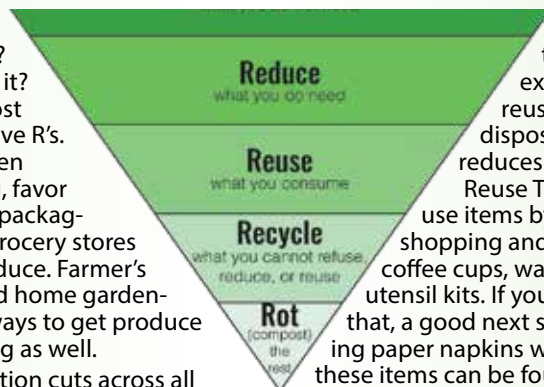 ?
it?
ost
ve R's.
en
, favor
packag-
rocery stores
duce. Farmer's
d home garden-
ways to get produce
g as well.
tion cuts across all
Reduce
what you do need
Reuse
what you consume
Recycle
what you cannot refuse,
reduce, or reuse
Rot
(compost)
the
rest
ex
reus
dispos
reduces
Reuse T
use items by
shopping and
coffee cups, wa
utensil kits. If you
that, a good next s
ing paper napkins w
these items can be fou